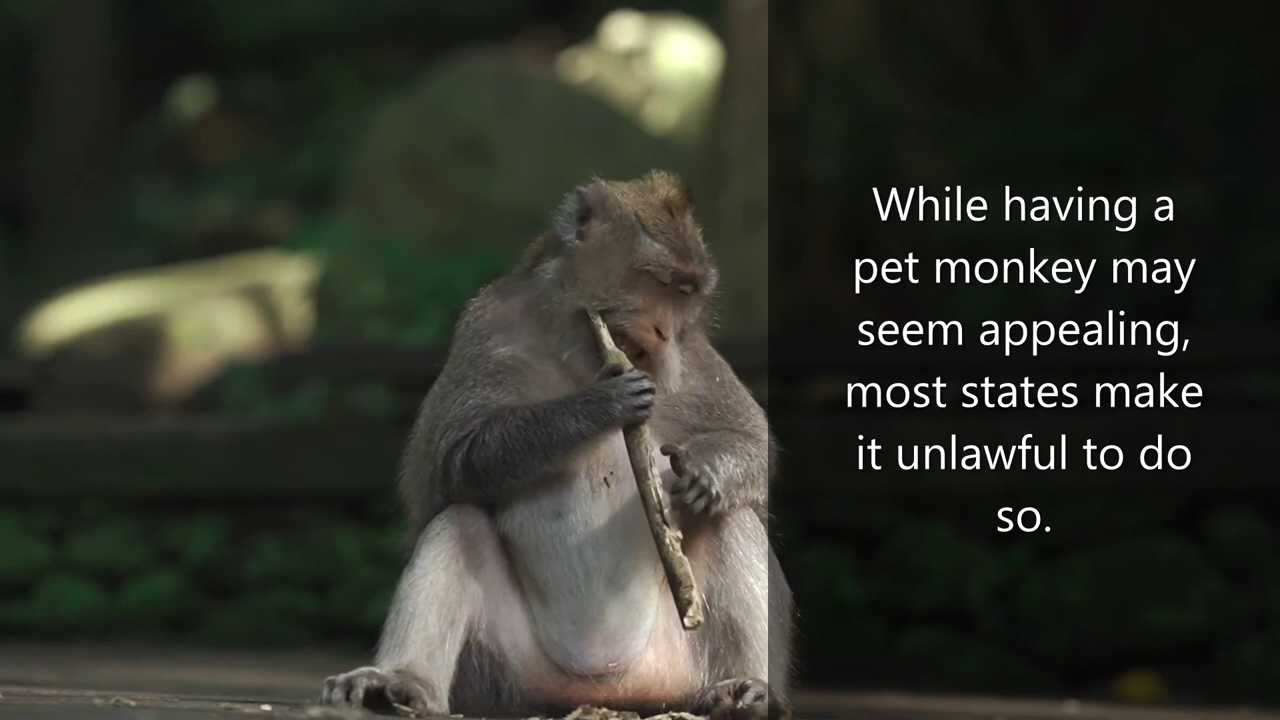 While having a
pet monkey may
seem appealing,
most states make
it unlawful to do
so.